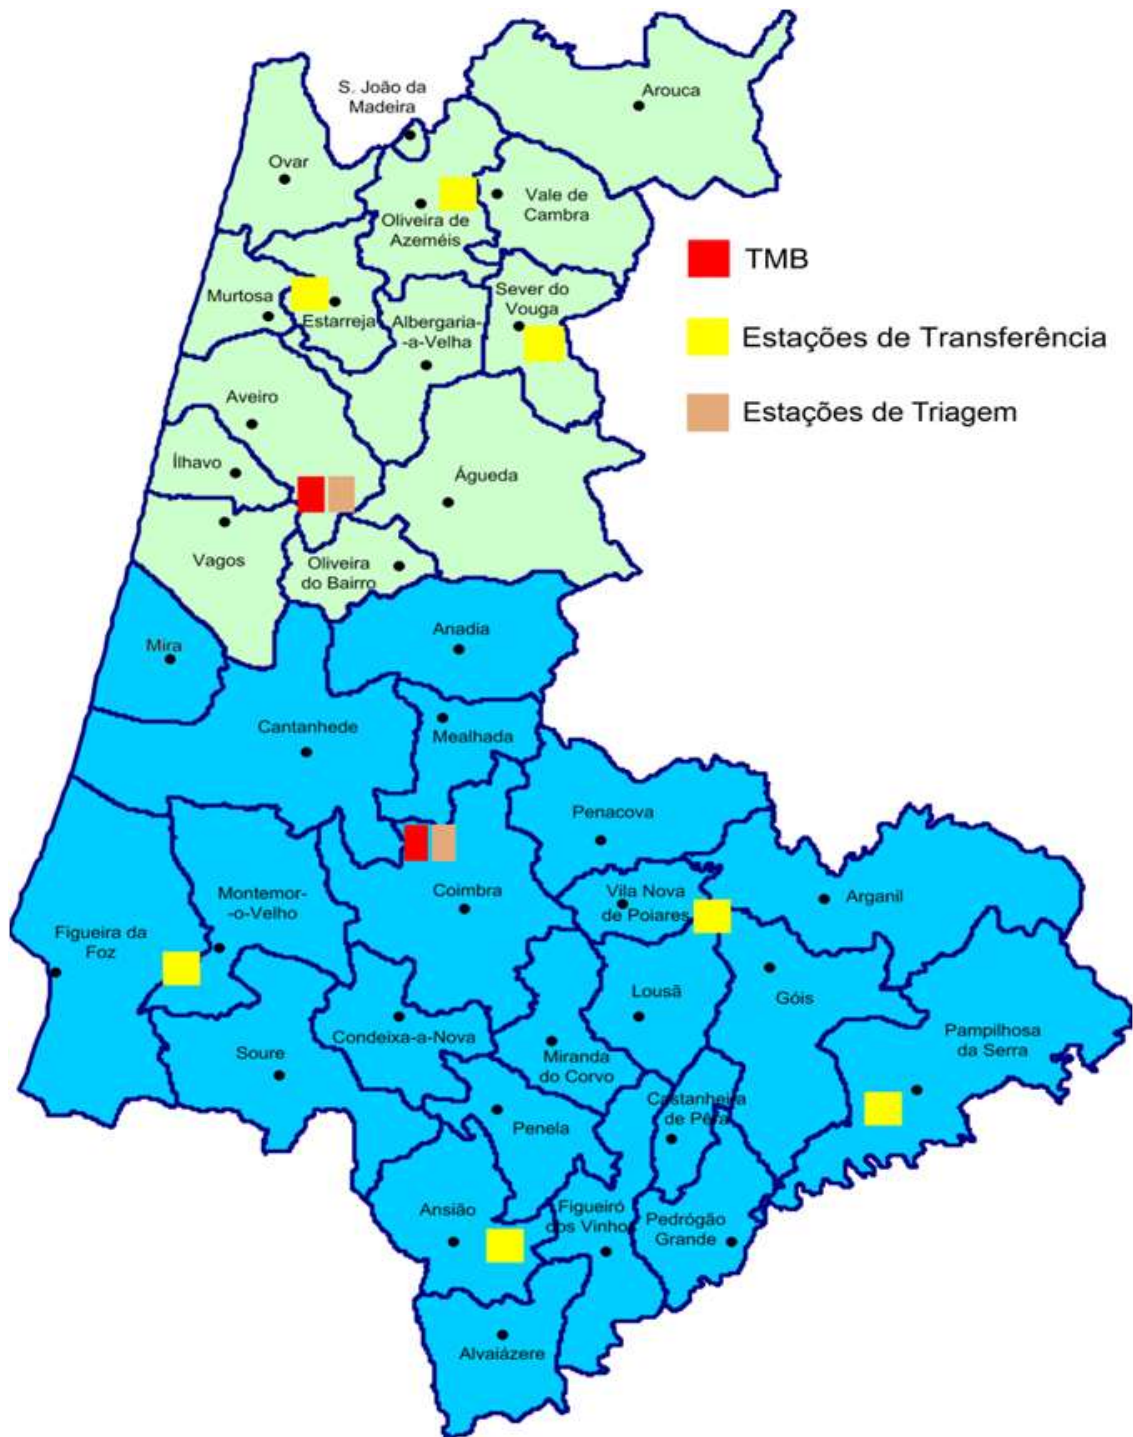 S. João da
Madeira
Arouca
Ovar
Vale de
Cambra
Oliveira de
Azeméis
TMB
Murtosa
Estarreja
Sever do
Vouga
Albergaria-
-a-Velha
Estações de Transferência
Aveiro
Estações de Triagem
Ílhavo
Águeda
Vagos
Oliveira
do Bairro
Mira
Anadia
Cantanhede
Mealhada
Penacova
Montemor-
-o-Velho
Coimbra
Vila Nova
de Poiares
Arganil
Figueira da
Foz
Lousã
Góis
Condeixa-a-Nova
Soure
Miranda
do Corvo
Pampilhosa
da Serra
Castanheira
de Pêra
Penela
Ansião
Figueiró
dos Vinhos
Pedrógão
Grande
Alvaiázere